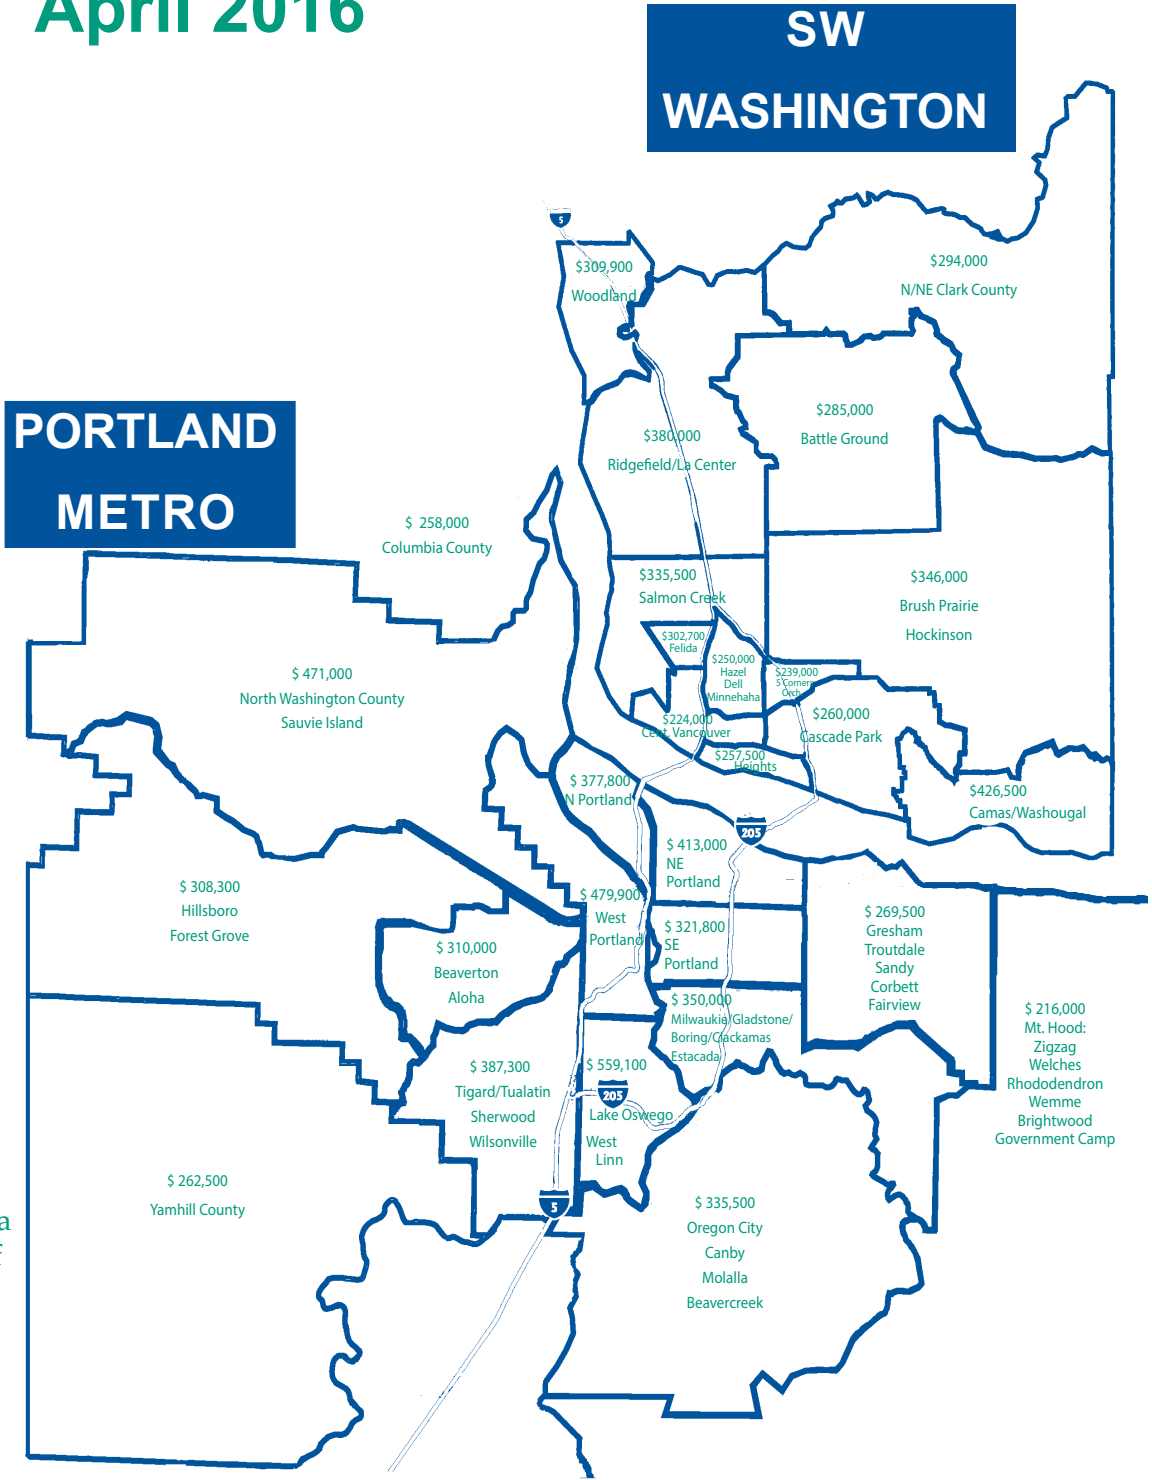 April 2016
SW
WASHINGTON
5
$309,900
Woodland
$294,000
N/NE Clark County
PORTLAND
METRO
$285,000
Battle Ground
$380,000
Ridgefield/La Center
$ 258,000
Columbia County
$335,500
Salmon Creek
$346,000
Brush Prairie
Hockinson
$302,700
Felida
$250,000
Hazel
Dell
Minnehaha
$239,000
5 Corners
Orch
$ 471,000
North Washington County
Sauvie Island
$224,000
Cent. Vancouver
$260,000
Cascade Park
$257,500
Heights
$ 377,800
N Portland
$426,500
Camas/Washougal
205
$ 413,000
NE
Portland
$ 308,300
Hillsboro
Forest Grove
$ 479,900
West
Portland
$ 321,800
SE
Portland
$ 269,500
Gresham
Troutdale
Sandy
Corbett
Fairview
$ 310,000
Beaverton
Aloha
$ 350,000
Milwaukie/Gladstone/
Boring/Clackamas
Estacada
$ 216,000
Mt. Hood:
Zigzag
Welches
Rhododendron
Wemme
Brightwood
Government Camp
$ 387,300
Tigard/Tualatin
Sherwood
Wilsonville
$ 559,100
205
Lake Oswego
West
Linn
$ 262,500
Yamhill County
5
$ 335,500
Oregon City
Canby
Molalla
Beavercreek
a